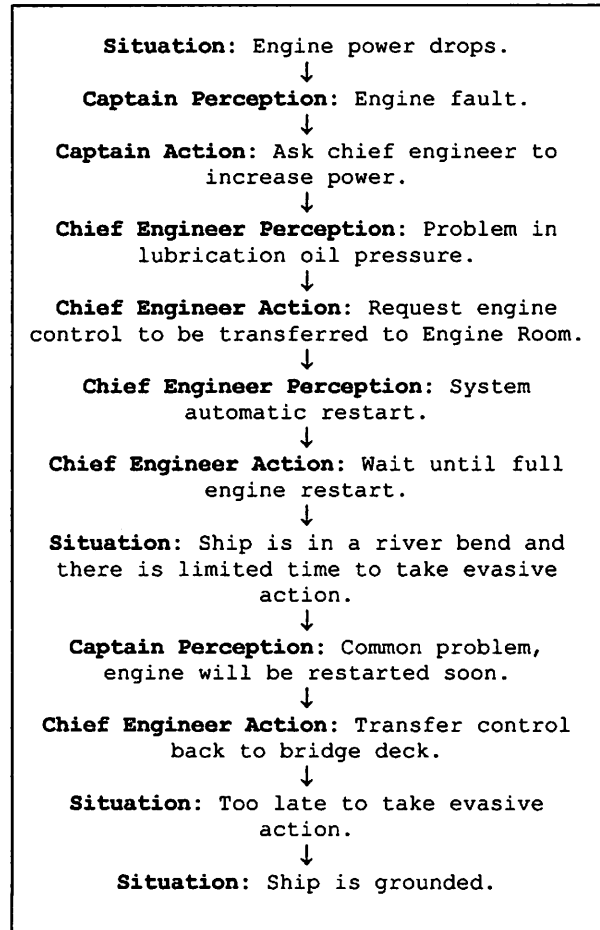 Situation: Engine power drops.
↓
Captain Perception: Engine fault.
↓
Captain Action: Ask chief engineer to
increase power.
↓
Chief Engineer Perception: Problem in
lubrication oil pressure.
↓
Chief Engineer Action: Request engine
control to be transferred to Engine Room.
↓
Chief Engineer Perception: System
automatic restart.
↓
Chief Engineer Action: Wait until full
engine restart.
↓
Situation: Ship is in a river bend and
there is limited time to take evasive
action.
↓
Captain Perception: Common problem,
engine will be restarted soon.
↓
Chief Engineer Action: Transfer control
back to bridge deck.
↓
Situation: Too late to take evasive
action.
↓
Situation: Ship is grounded.